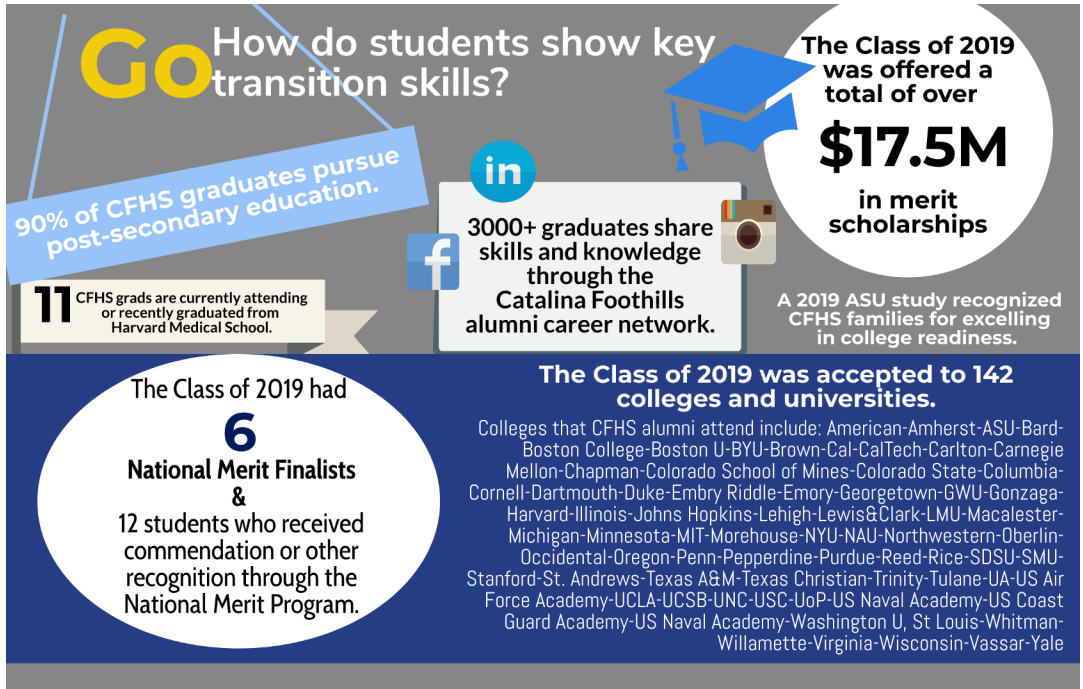 Go
How do students show key
transition skills?
The Class of 2019
was offered a
total of over
$17.5M
in merit
scholarships
90% of CFHS graduates pursue
post-secondary education.
in
f
3000+ graduates share
skills and knowledge
through the
Catalina Foothills
alumni career network.
11
CFHS grads are currently attending
or recently graduated from
Harvard Medical School.
A 2019 ASU study recognized
CFHS families for excelling
in college readiness.
The Class of 2019 had
6
National Merit Finalists
&
12 students who received
commendation or other
recognition through the
National Merit Program.
The Class of 2019 was accepted to 142
colleges and universities.
Colleges that CFHS alumni attend include: American-Amherst-ASU-Bard-
Boston College-Boston U-BYU-Brown-Cal-CalTech-Carlton-Carnegie
Mellon-Chapman-Colorado School of Mines-Colorado State-Columbia-
Cornell-Dartmouth-Duke-Embry Riddle-Emory-Georgetown-GWU-Gonzaga-
Harvard-Illinois-Johns Hopkins-Lehigh-Lewis&Clark-LMU-Macalester-
Michigan-Minnesota-MIT-Morehouse-NYU-NAU-Northwestern-Oberlin-
Occidental-Oregon-Penn-Pepperdine-Purdue-Reed-Rice-SDSU-SMU-
Stanford-St. Andrews-Texas A&M-Texas Christian-Trinity-Tulane-UA-US Air
Force Academy-UCLA-UCSB-UNC-USC-UoP-US Naval Academy-US Coast
Guard Academy-US Naval Academy-Washington U, St Louis-Whitman-
Willamette-Virginia-Wisconsin-Vassar-Yale